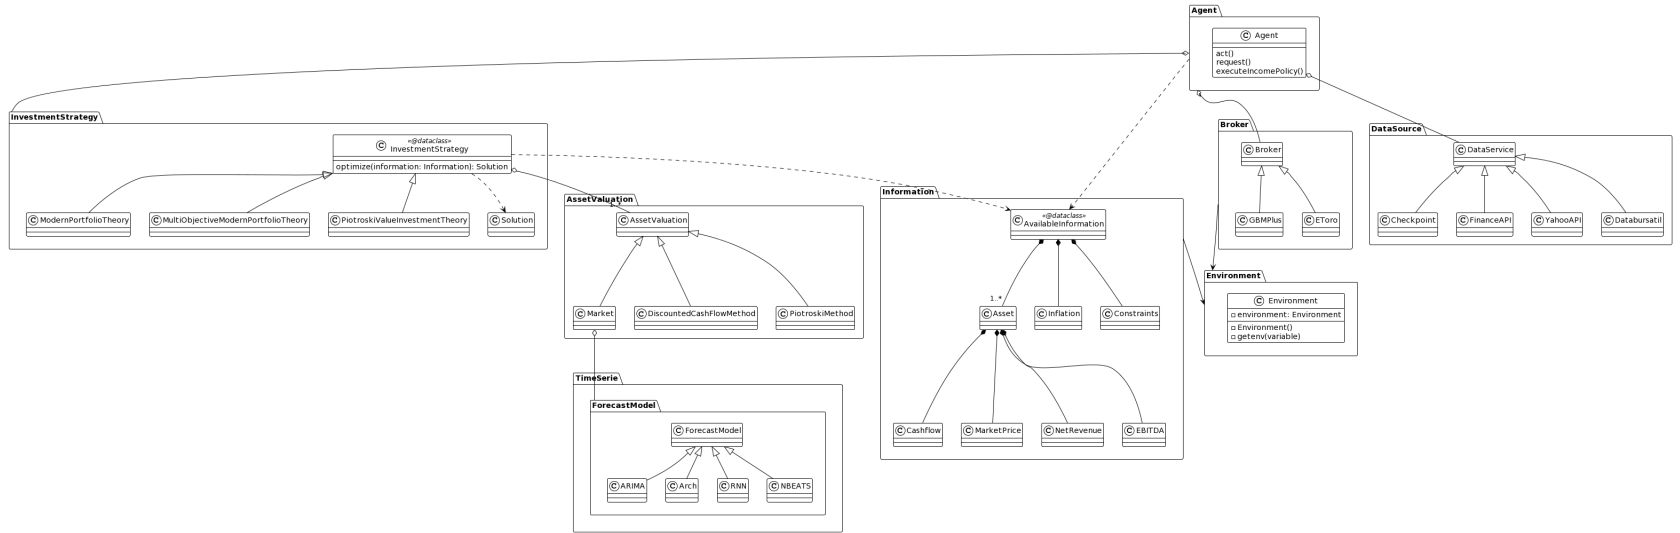 Agent
C Agent
act()
request()
executeIncomePolicy()
InvestmentStrategy
C «@dataclass»
InvestmentStrategy
optimize(information: Information): Solution
C ModernPortfolioTheory
C MultiObjectiveModernPortfolioTheory
C PiotroskiValueInvestmentTheory
C Solution
Broker
C Broker
C GBMPlus
C EToro
DataSource
C DataService
C Checkpoint
C FinanceAPI
C YahooAPI
C Databursatil
AssetValuation
C AssetValuation
C Market
C DiscountedCashFlowMethod
C PiotroskiMethod
Information
C «@dataclass»
AvailableInformation
1..*
C Asset
C Inflation
C Constraints
C Cashflow
C MarketPrice
C NetRevenue
C EBITDA
Environment
C Environment
environment: Environment
Environment()
getenv(variable)
TimeSerie
ForecastModel
C ForecastModel
C ARIMA
C Arch
C RNN
C NBEATS